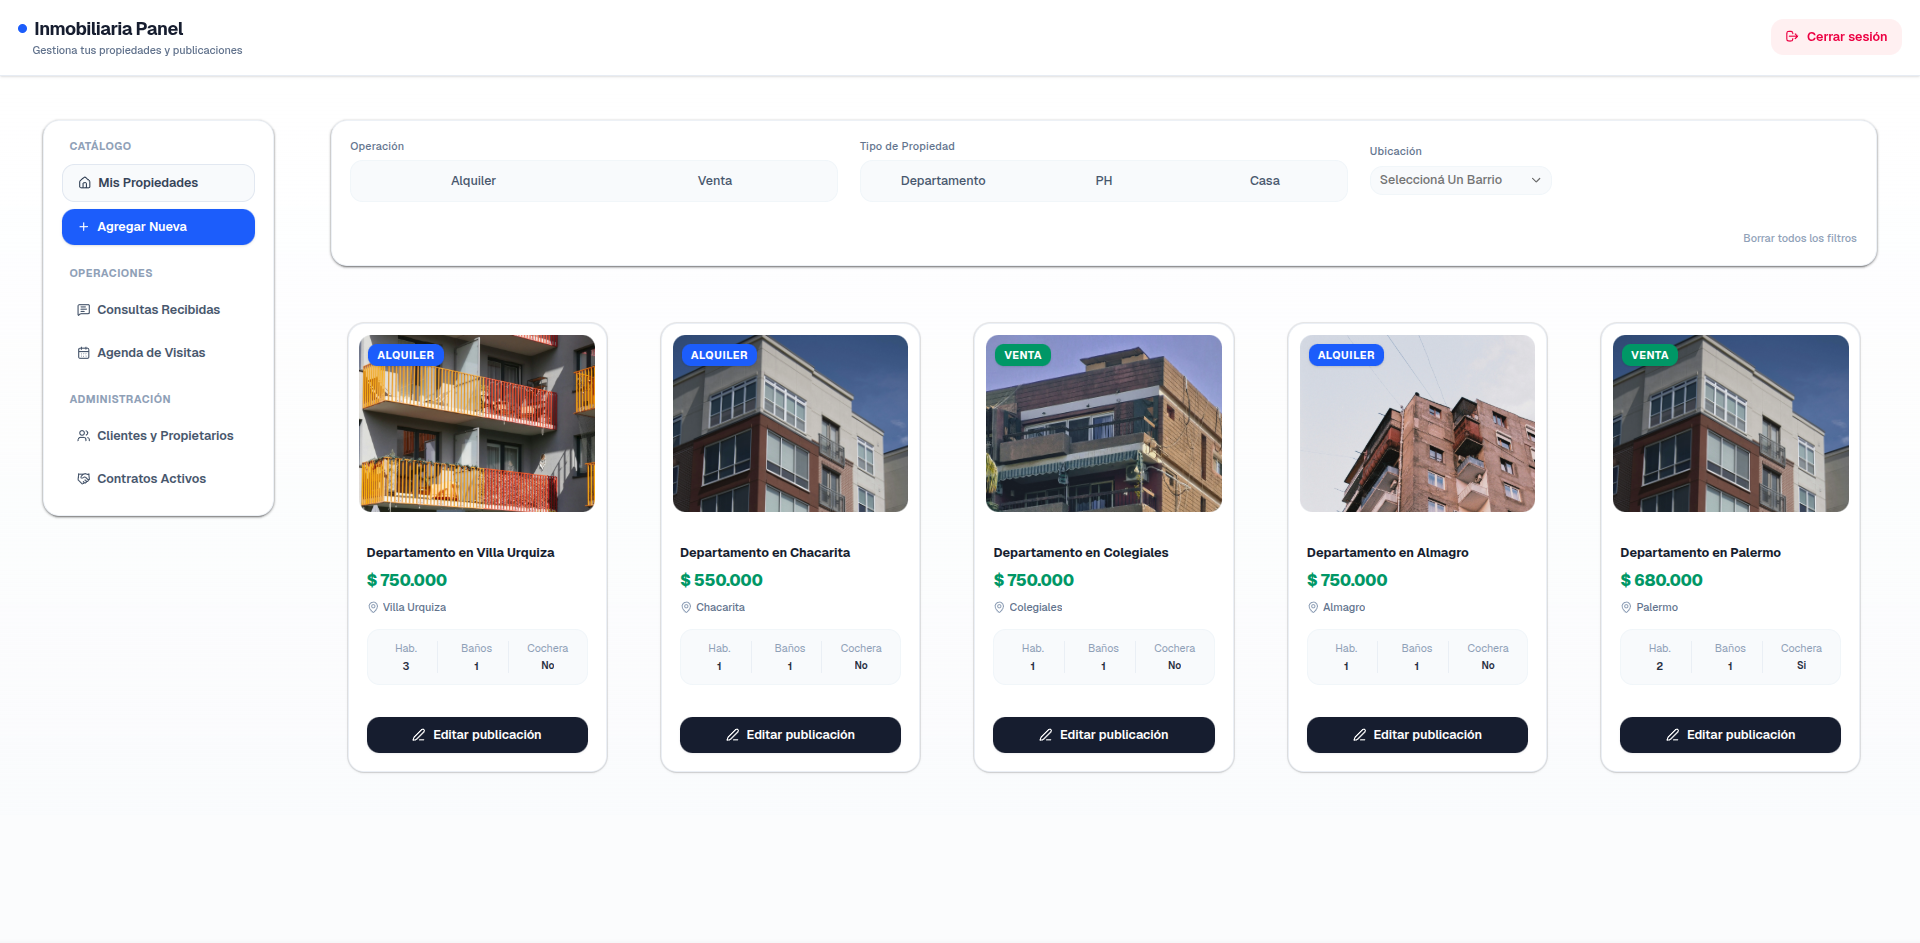 Inmobiliaria Panel
Gestiona tus propiedades y publicaciones
Cerrar sesión
CATÁLOGO
Mis Propiedades
Agregar Nueva
OPERACIONES
Consultas Recibidas
Agenda de Visitas
ADMINISTRACIÓN
Clientes y Propietarios
Contratos Activos
Operación
Alquiler Venta
Tipo de Propiedad
Departamento PH Casa
Ubicación
Seleccioná Un Barrio
Borrar todos los filtros
ALQUILER
Departamento en Villa Urquiza
$ 750.000
Villa Urquiza
Hab. Baños Cochera
3 1 No
Editar publicación
ALQUILER
Departamento en Chacarita
$ 550.000
Chacarita
Hab. Baños Cochera
1 1 No
Editar publicación
VENTA
Departamento en Colegiales
$ 750.000
Colegiales
Hab. Baños Cochera
1 1 No
Editar publicación
ALQUILER
Departamento en Almagro
$ 750.000
Almagro
Hab. Baños Cochera
1 1 No
Editar publicación
VENTA
Departamento en Palermo
$ 680.000
Palermo
Hab. Baños Cochera
2 1 Si
Editar publicación